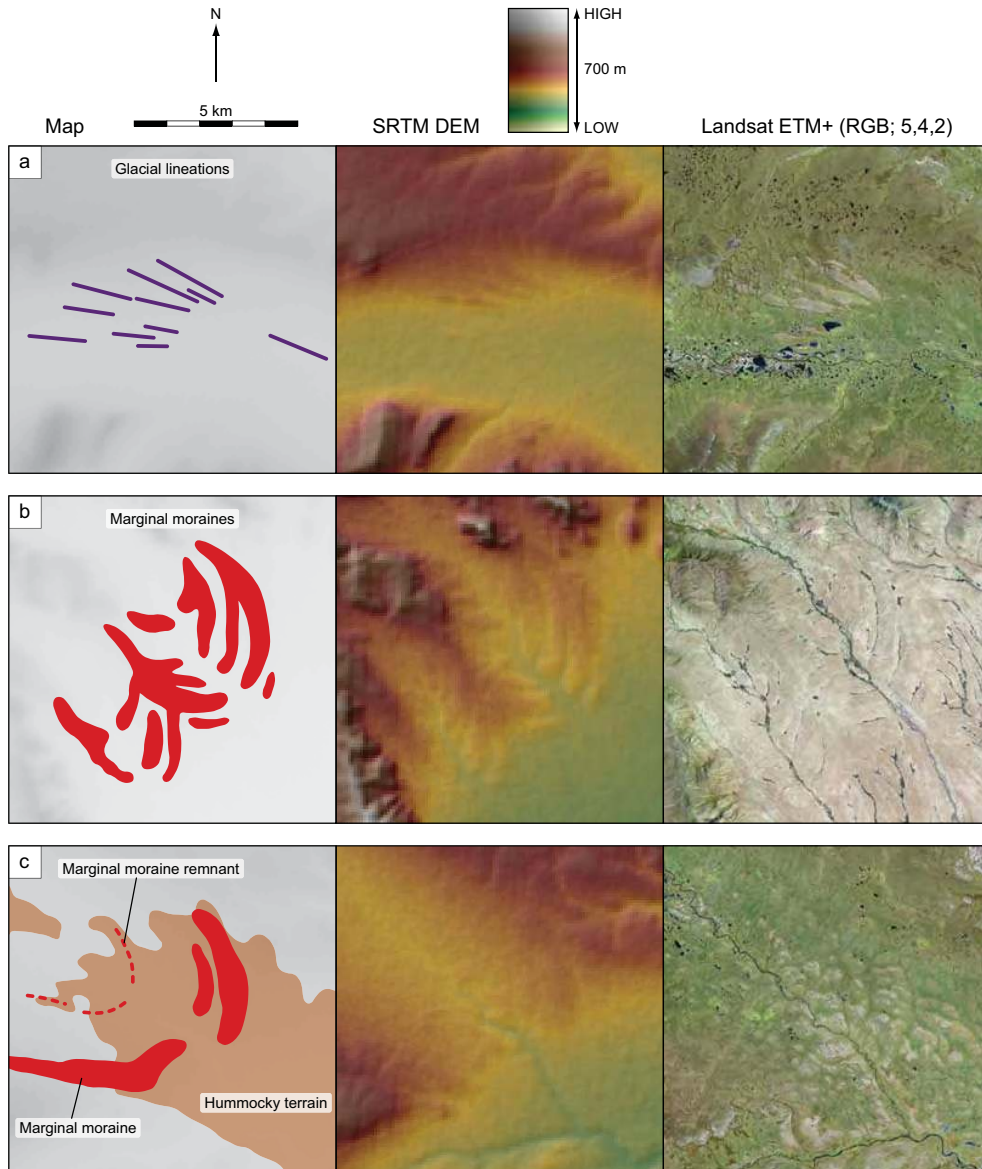 N
5 km
HIGH
700 m
LOW
Map
SRTM DEM
Landsat ETM+ (RGB; 5,4,2)
a
Glacial lineations
b
Marginal moraines
c
Marginal moraine remnant
Hummocky terrain
Marginal moraine